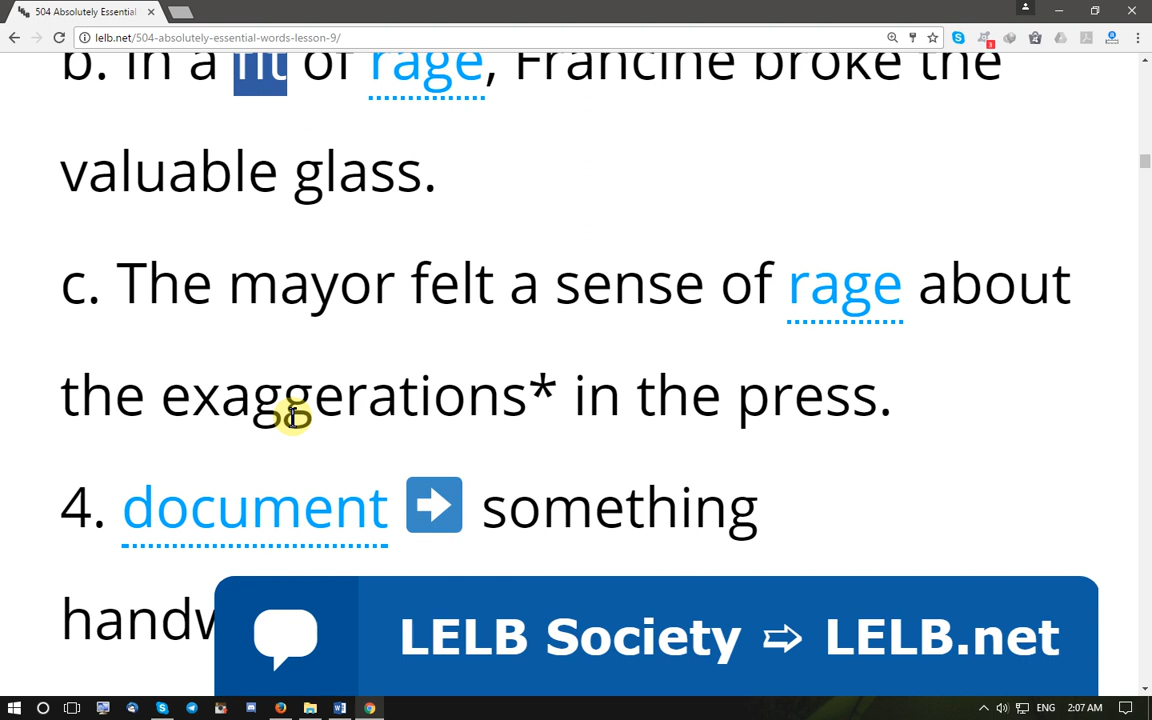 504 Absolutely Essential
lelb.net/504-absolutely-essential-words-lesson-9/
b. In a fit of rage, Francine broke the
valuable glass.
c. The mayor felt a sense of rage about
the exaggerations* in the press.
4. document ➡ something
handw
LELB Society ⇨ LELB.net
3
ENG
2:07 AM